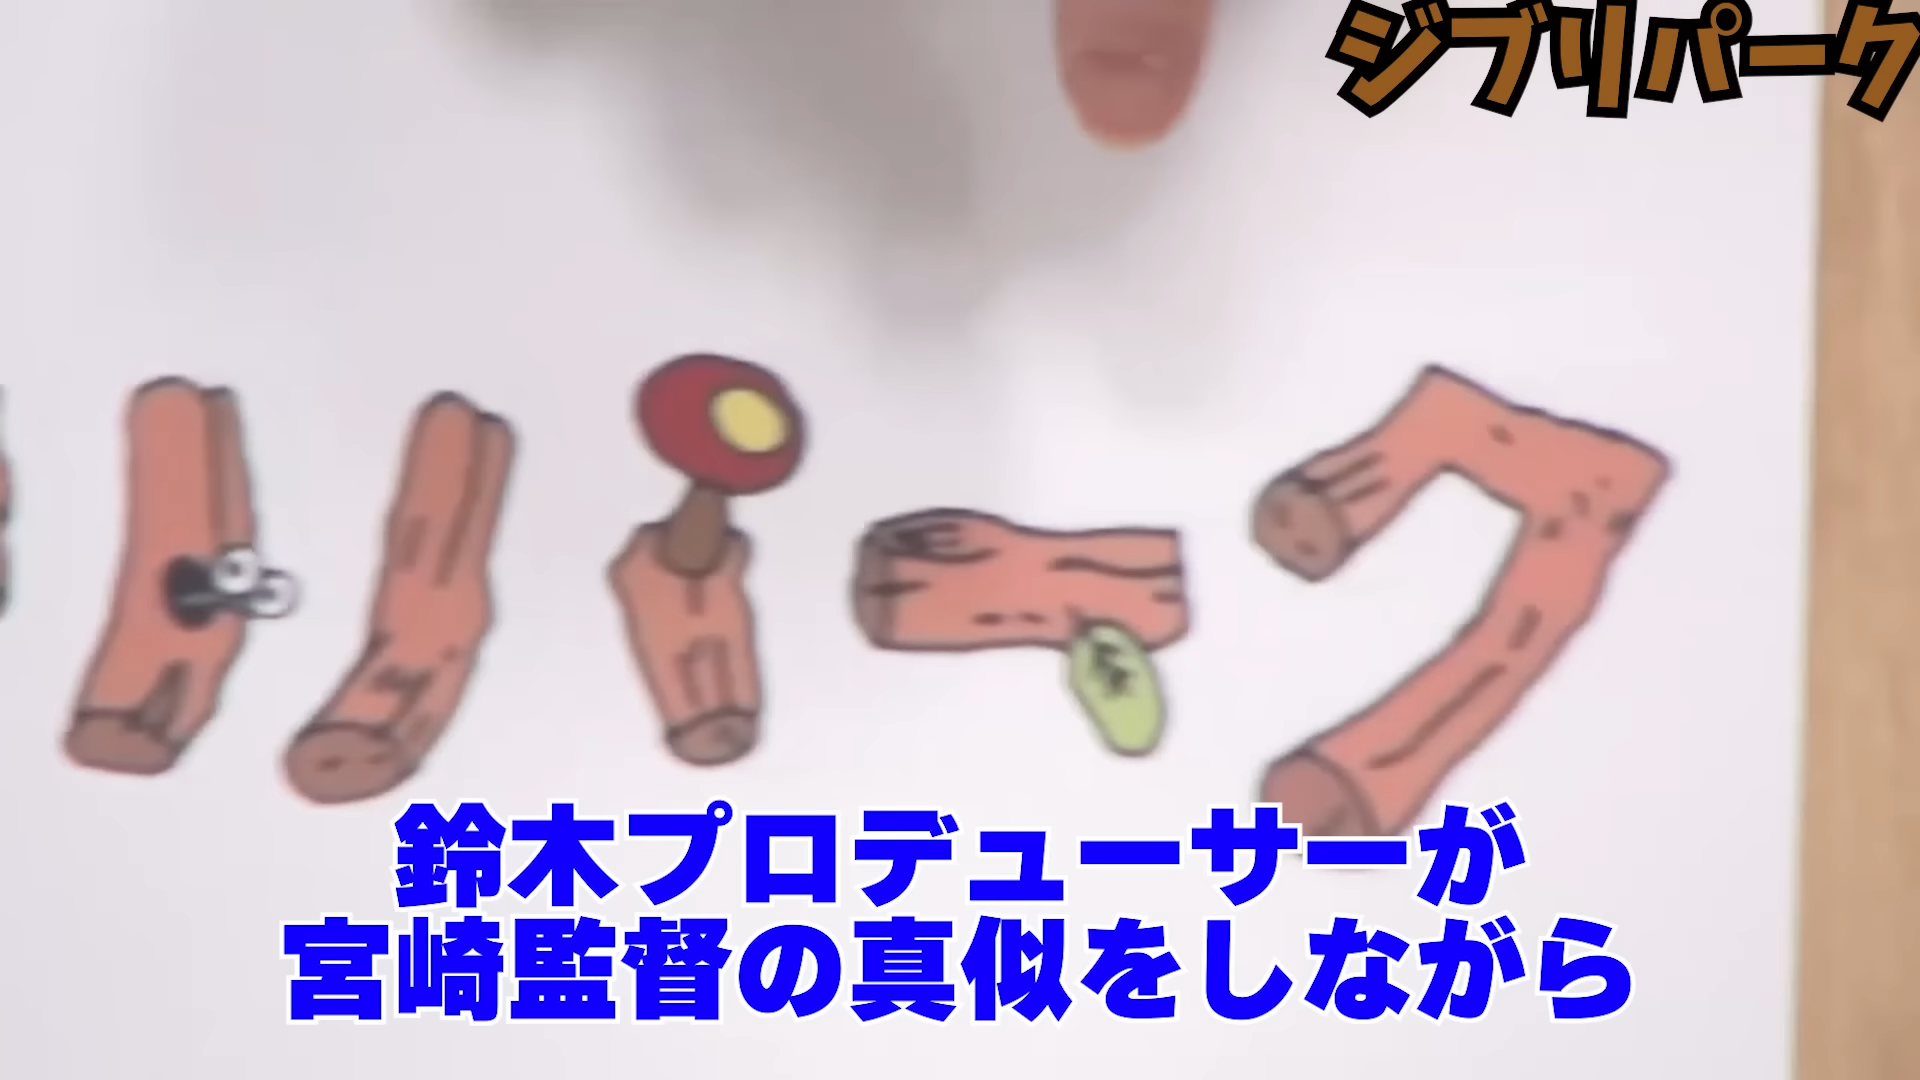 ジブリパーク
リパーク
鈴木プロデューサーが
宮崎監督の真似をしながら